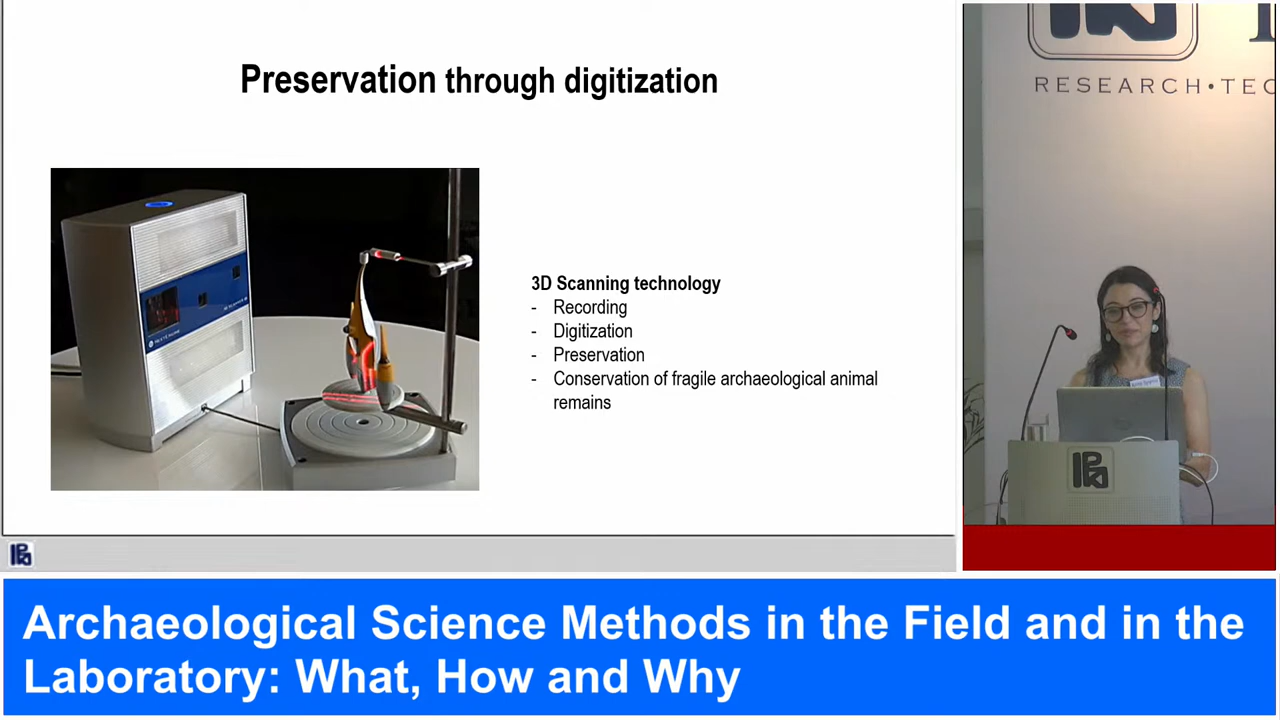 Preservation through digitization
3D Scanning technology
- Recording
- Digitization
- Preservation
- Conservation of fragile archaeological animal
remains
RESEARCH•TEC
Archaeological Science Methods in the Field and in the
Laboratory: What, How and Why